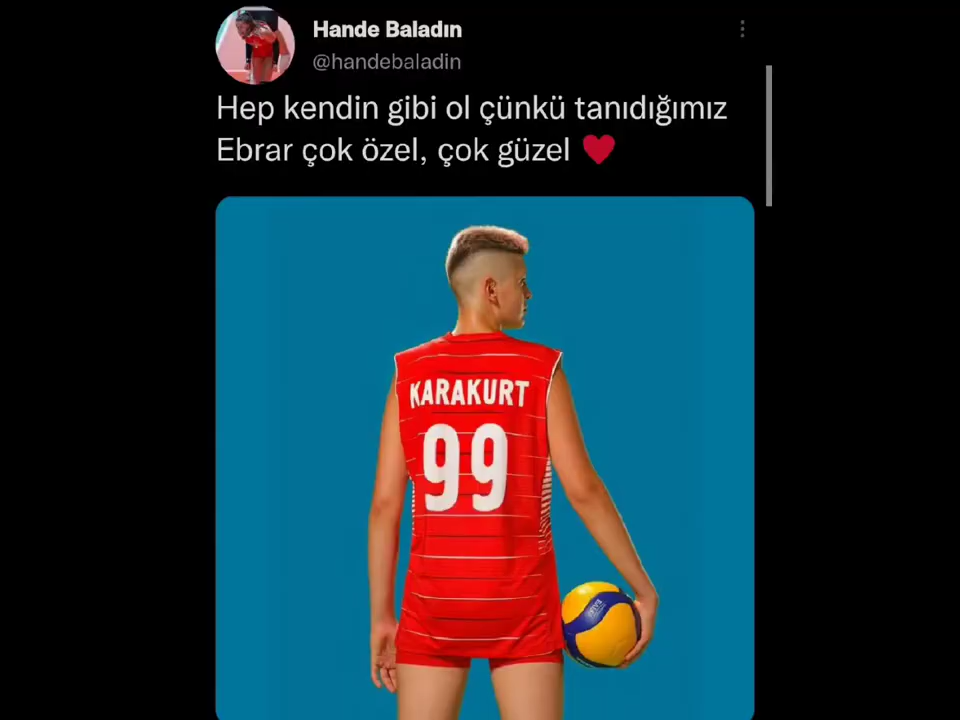 Hande Baladın
@handebaladin
Hep kendin gibi ol çünkü tanıdığımız
Ebrar çok özel, çok güzel ❤️
KARAKURT
99